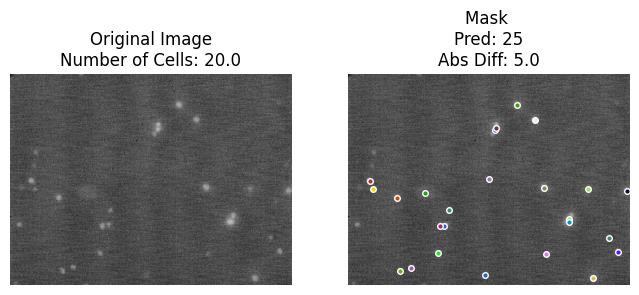 Original Image
Number of Cells: 20.0
Mask
Pred: 25
Abs Diff: 5.0